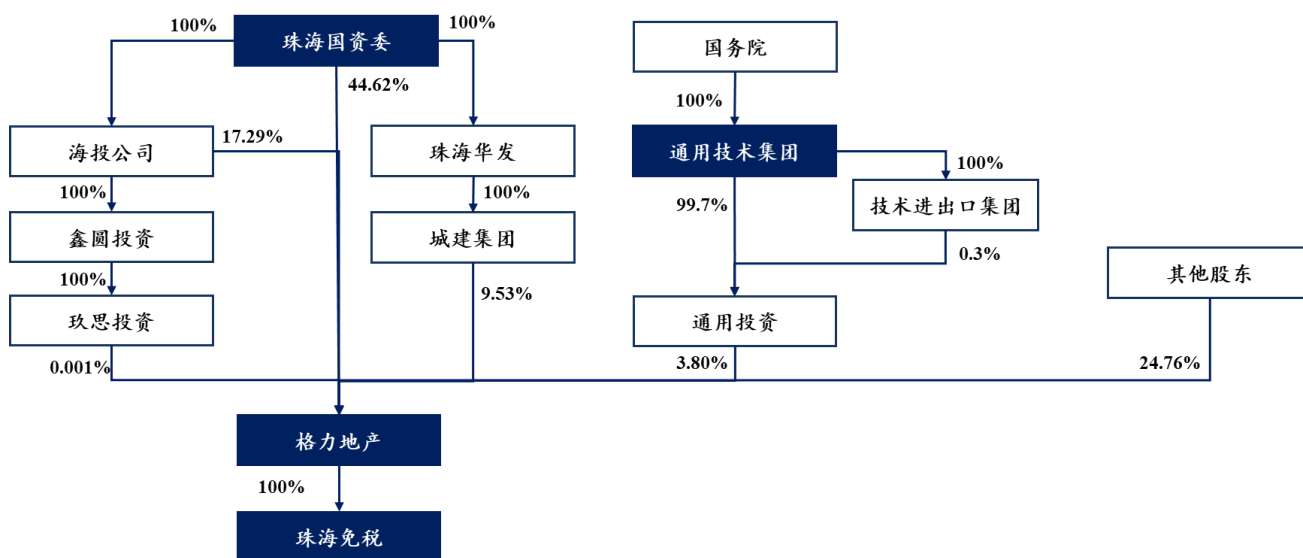 100%
珠海国资委
100%
国务院
44.62%
100%
海投公司
17.29%
珠海华发
通用技术集团
100%
100%
100%
99.7%
技术进出口集团
鑫圆投资
城建集团
0.3%
其他股东
100%
9.53%
玖思投资
通用投资
0.001%
3.80%
24.76%
格力地产
100%
珠海免税